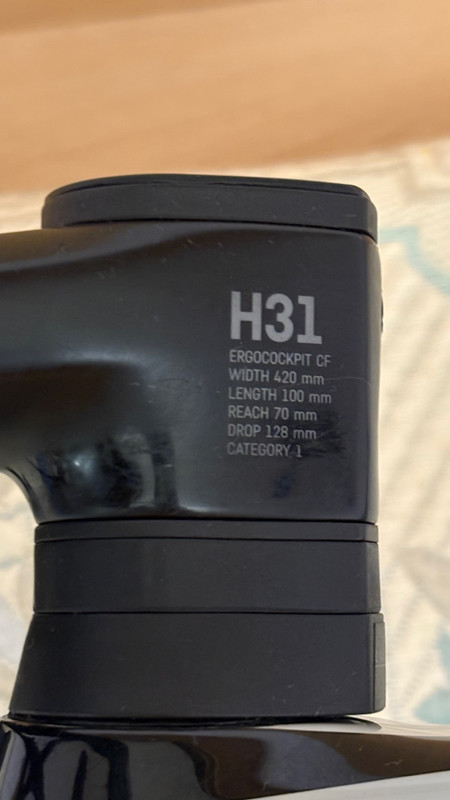 H31
ERGOCOCKPIT CF
WIDTH 420 mm
LENGTH 100 mm
REACH 70 mm
DROP 128 mm
CATEGORY 1